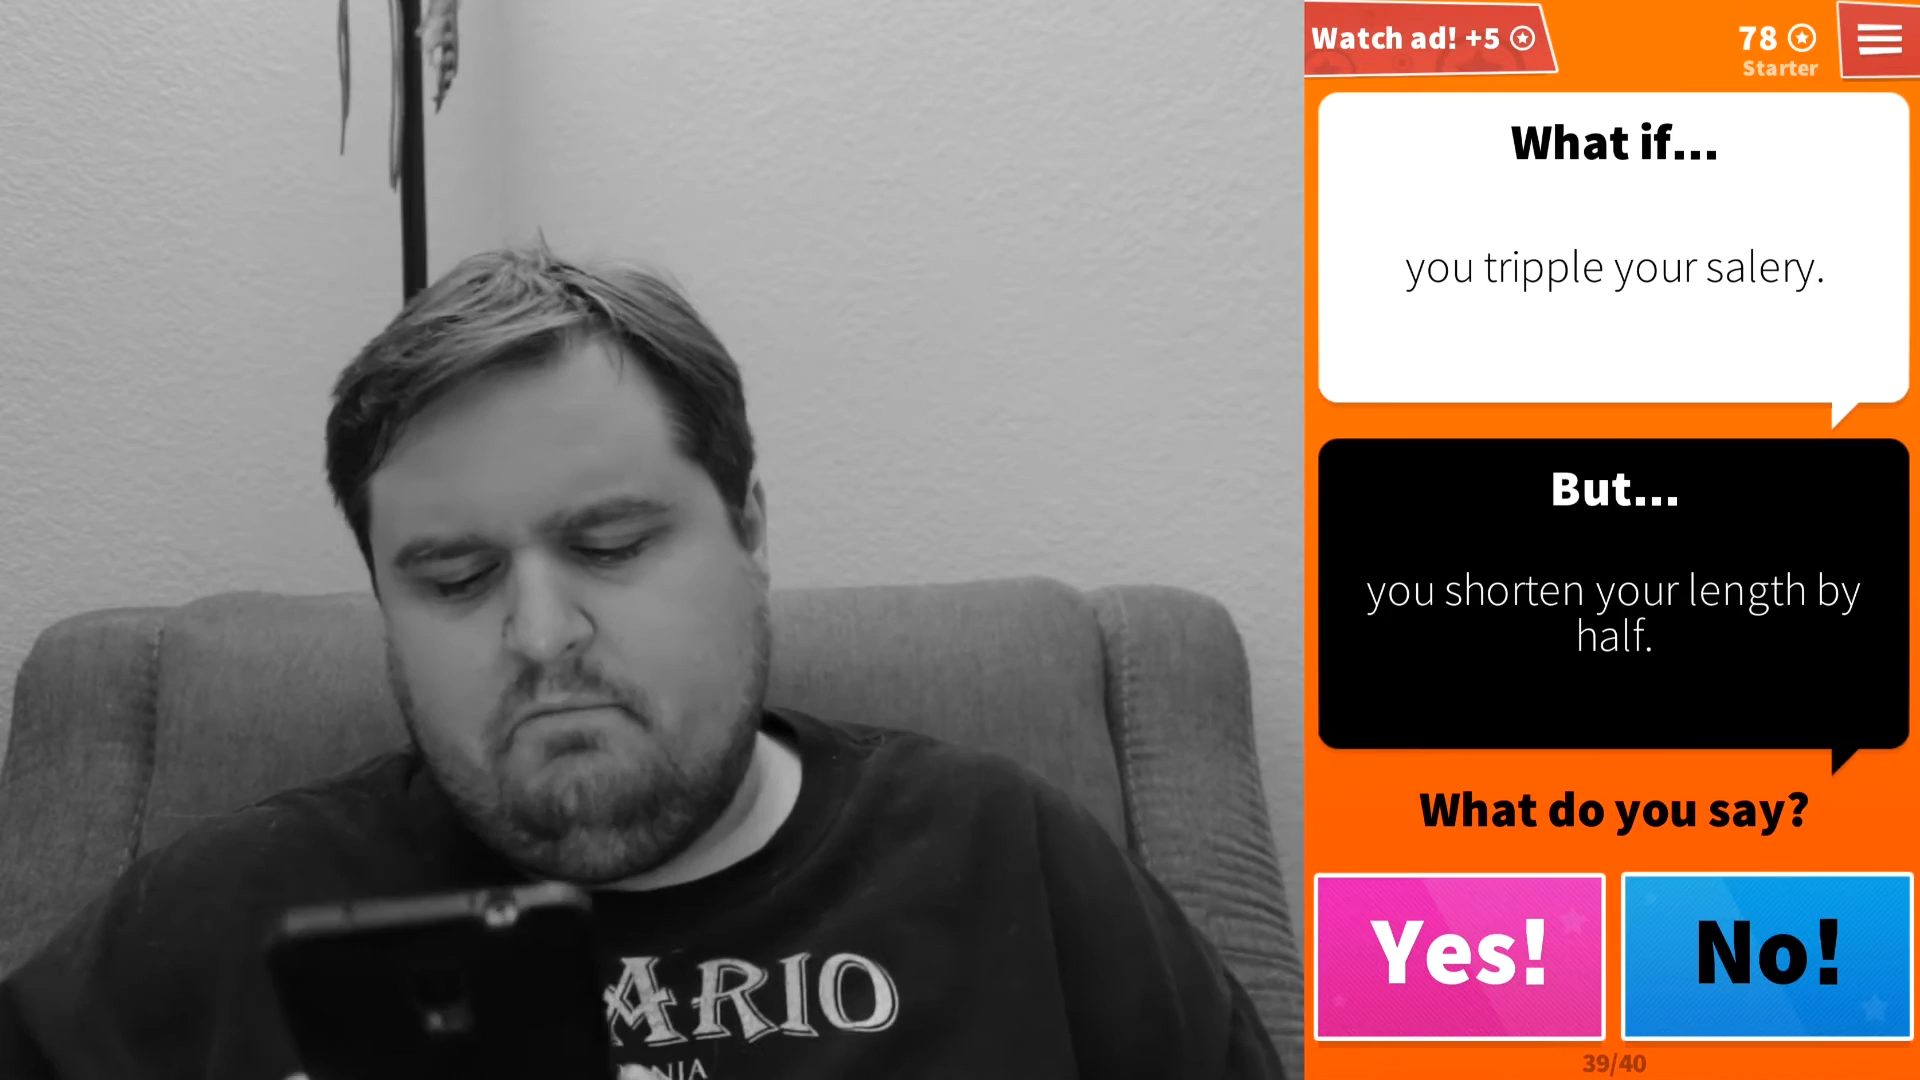 Watch ad! +5
78
Starter
What if...
you tripple your salery.
But...
you shorten your length by
half.
What do you say?
Yes!
No!
39/40
ARIO
NIA